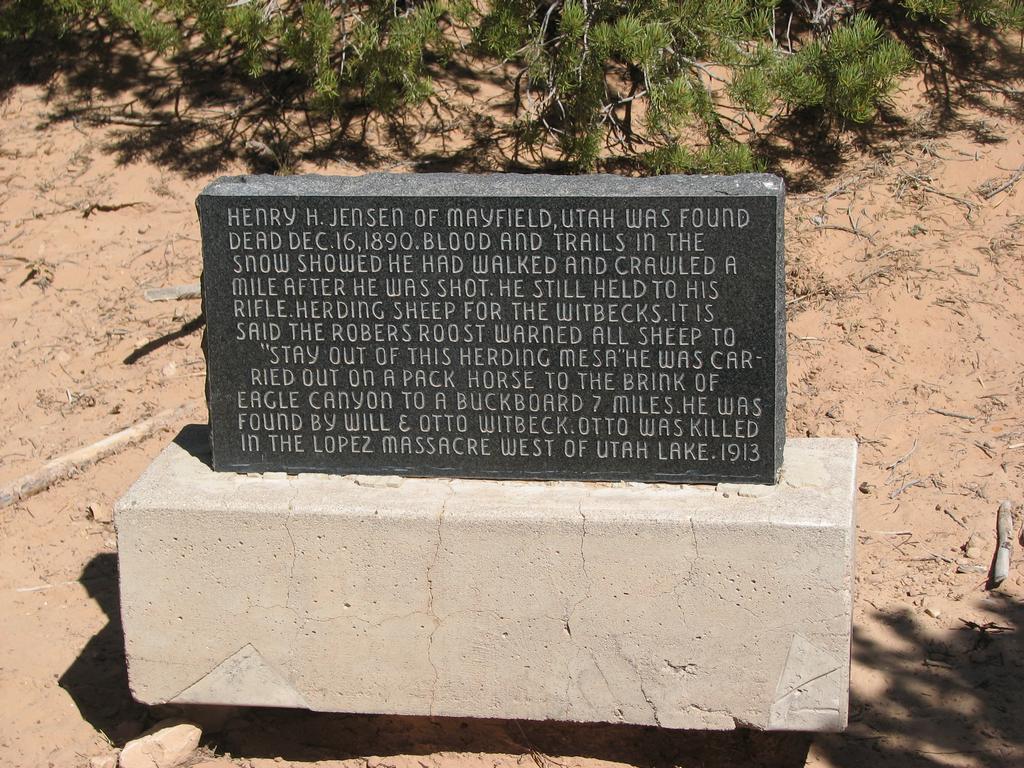 HENRY H. JENSEN OF MAYFIELD, UTAH WAS FOUND
DEAD DEC. 16, 1890. BLOOD AND TRAILS IN THE
SNOW SHOWED HE HAD WALKED AND CRAWLED A
MILE AFTER HE WAS SHOT. HE STILL HELD TO HIS
RIFLE. HERDING SHEEP FOR THE WITBECKS. IT IS
SAID THE ROBERS ROOST WARNED ALL SHEEP TO
"STAY OUT OF THIS HERDING MESA" HE WAS CAR-
RIED OUT ON A PACK HORSE TO THE BRINK OF
EAGLE CANYON TO A BUCKBOARD 7 MILES. HE WAS
FOUND BY WILL & OTTO WITBECK. OTTO WAS KILLED
IN THE LOPEZ MASSACRE WEST OF UTAH LAKE. 1913